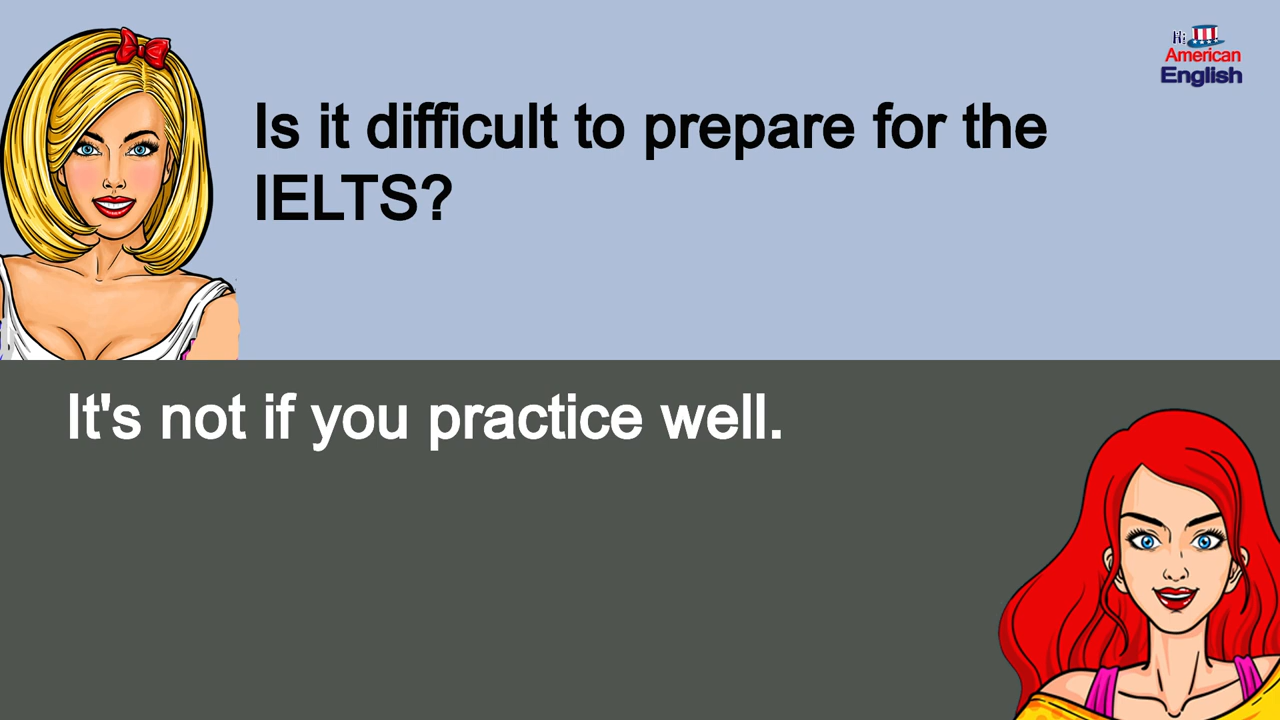 Hi
American
English
Is it difficult to prepare for the
IELTS?
It's not if you practice well.